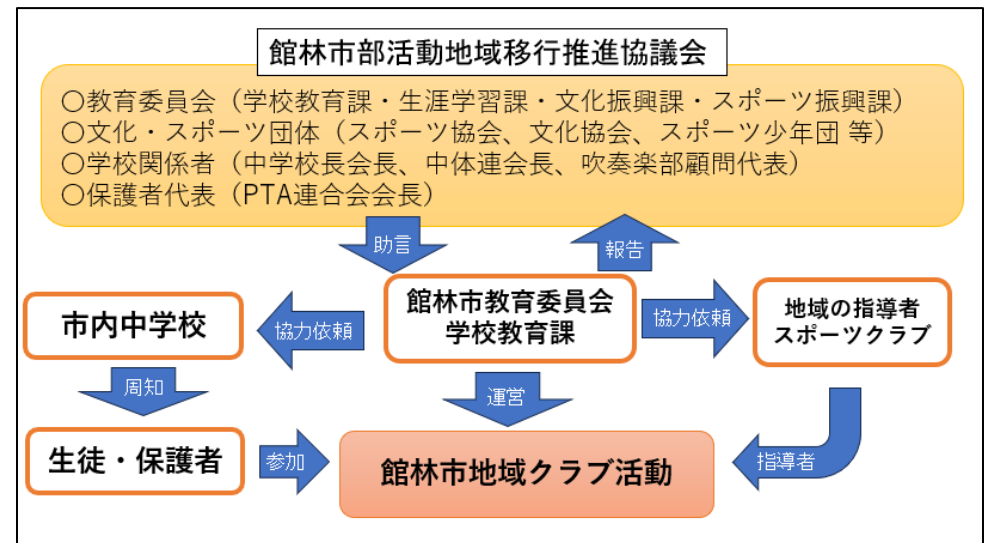 館林市部活動地域移行推進協議会
〇教育委員会（学校教育課・生涯学習課・文化振興課・スポーツ振興課）
〇文化・スポーツ団体（スポーツ協会、文化協会、スポーツ少年団 等）
〇学校関係者（中学校長会長、中体連会長、吹奏楽部顧問代表）
〇保護者代表（PTA連合会会長）
助言
報告
市内中学校
協力依頼
館林市教育委員会
学校教育課
協力依頼
地域の指導者
スポーツクラブ
周知
運営
生徒・保護者
参加
館林市地域クラブ活動
指導者